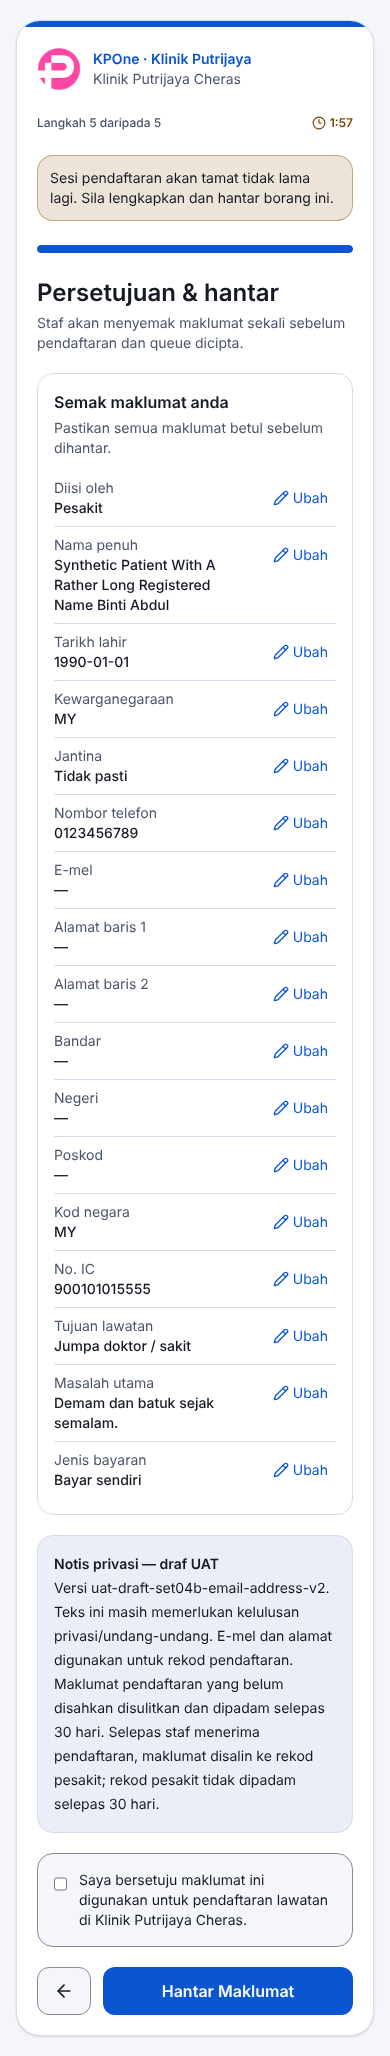 KPOne · Klinik Putrijaya
Klinik Putrijaya Cheras
Langkah 5 daripada 5
1:57
Sesi pendaftaran akan tamat tidak lama
lagi. Sila lengkapkan dan hantar borang ini.
Persetujuan & hantar
Staf akan menyemak maklumat sekali sebelum
pendaftaran dan queue dicipta.
Semak maklumat anda
Pastikan semua maklumat betul sebelum
dihantar.
Diisi oleh
Pesakit
Ubah
Nama penuh
Synthetic Patient With A
Rather Long Registered
Name Binti Abdul
Ubah
Tarikh lahir
1990-01-01
Ubah
Kewarganegaraan
MY
Ubah
Jantina
Tidak pasti
Ubah
Nombor telefon
0123456789
Ubah
E-mel
—
Ubah
Alamat baris 1
—
Ubah
Alamat baris 2
—
Ubah
Bandar
—
Ubah
Negeri
—
Ubah
Poskod
—
Ubah
Kod negara
MY
Ubah
No. IC
900101015555
Ubah
Tujuan lawatan
Jumpa doktor / sakit
Ubah
Masalah utama
Demam dan batuk sejak
semalam.
Ubah
Jenis bayaran
Bayar sendiri
Ubah
Notis privasi — draf UAT
Versi uat-draft-set04b-email-address-v2.
Teks ini masih memerlukan kelulusan
privasi/undang-undang. E-mel dan alamat
digunakan untuk rekod pendaftaran.
Maklumat pendaftaran yang belum
disahkan disulitkan dan dipadam selepas
30 hari. Selepas staf menerima
pendaftaran, maklumat disalin ke rekod
pesakit; rekod pesakit tidak dipadam
selepas 30 hari.
Saya bersetuju maklumat ini
digunakan untuk pendaftaran lawatan
di Klinik Putrijaya Cheras.
Hantar Maklumat